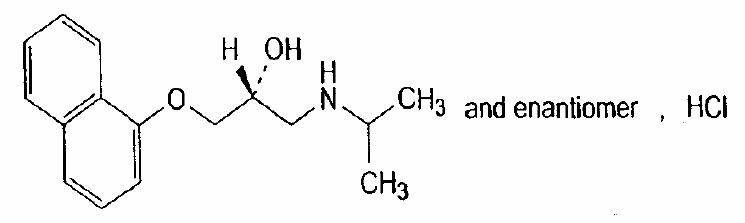 H OH
H
O N CH3 and enantiomer , HCl
CH3